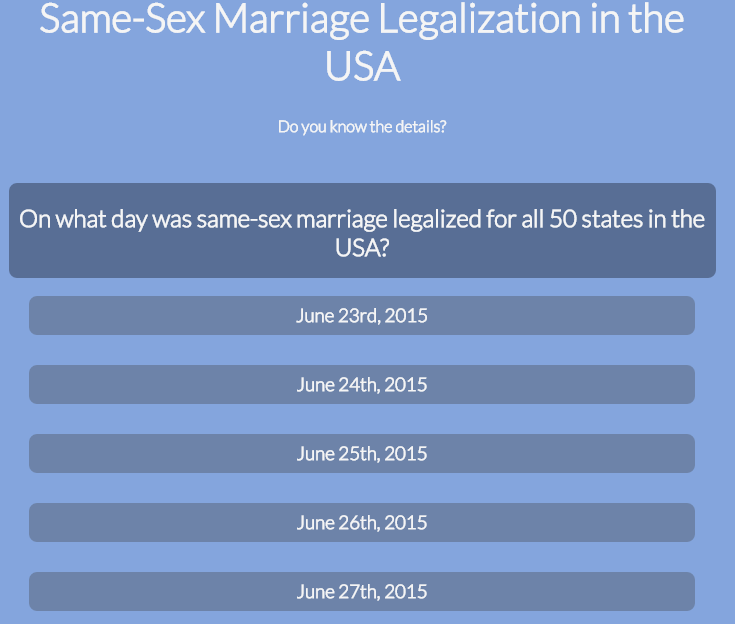 Same-Sex Marriage Legalization in the
USA
Do you know the details?
On what day was same-sex marriage legalized for all 50 states in the
USA?
June 23rd, 2015
June 24th, 2015
June 25th, 2015
June 26th, 2015
June 27th, 2015